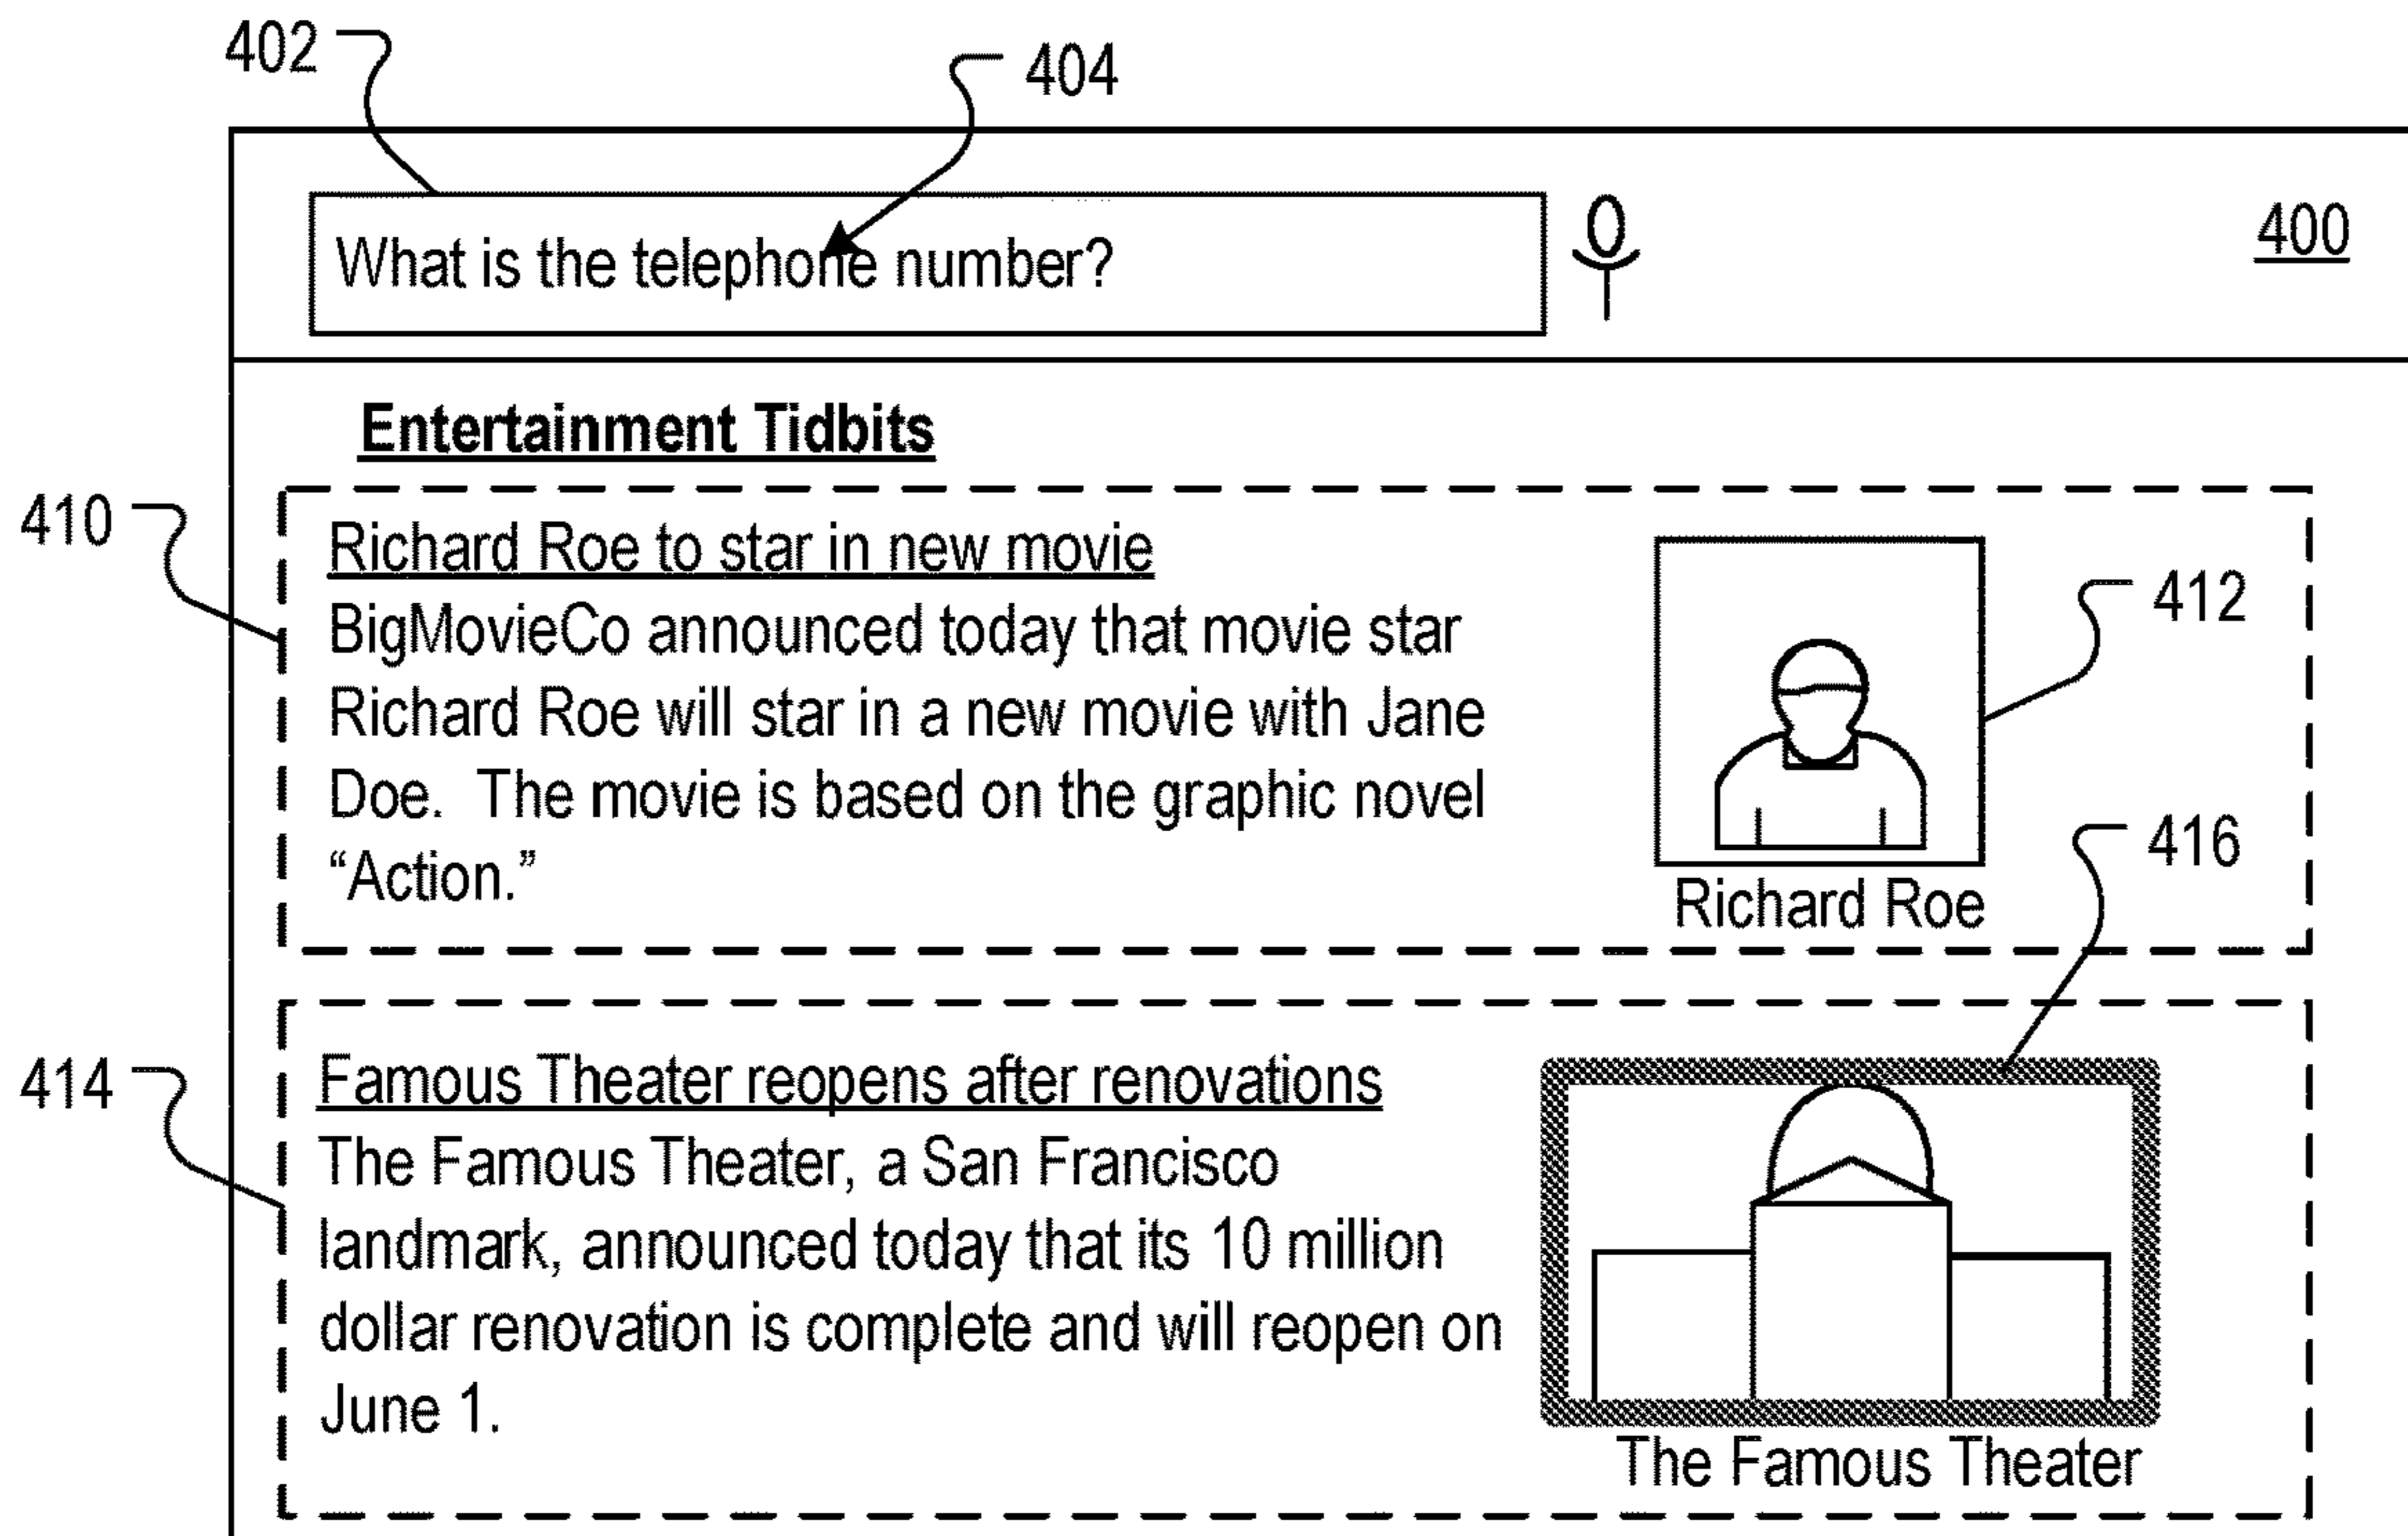 402
404
What is the telephone number?
400
Entertainment Tidbits
410
Richard Roe to star in new movie
BigMovieCo announced today that movie star
Richard Roe will star in a new movie with Jane
Doe. The movie is based on the graphic novel
“Action.”
412
Richard Roe
416
414
Famous Theater reopens after renovations
The Famous Theater, a San Francisco
landmark, announced today that its 10 million
dollar renovation is complete and will reopen on
June 1.
The Famous Theater